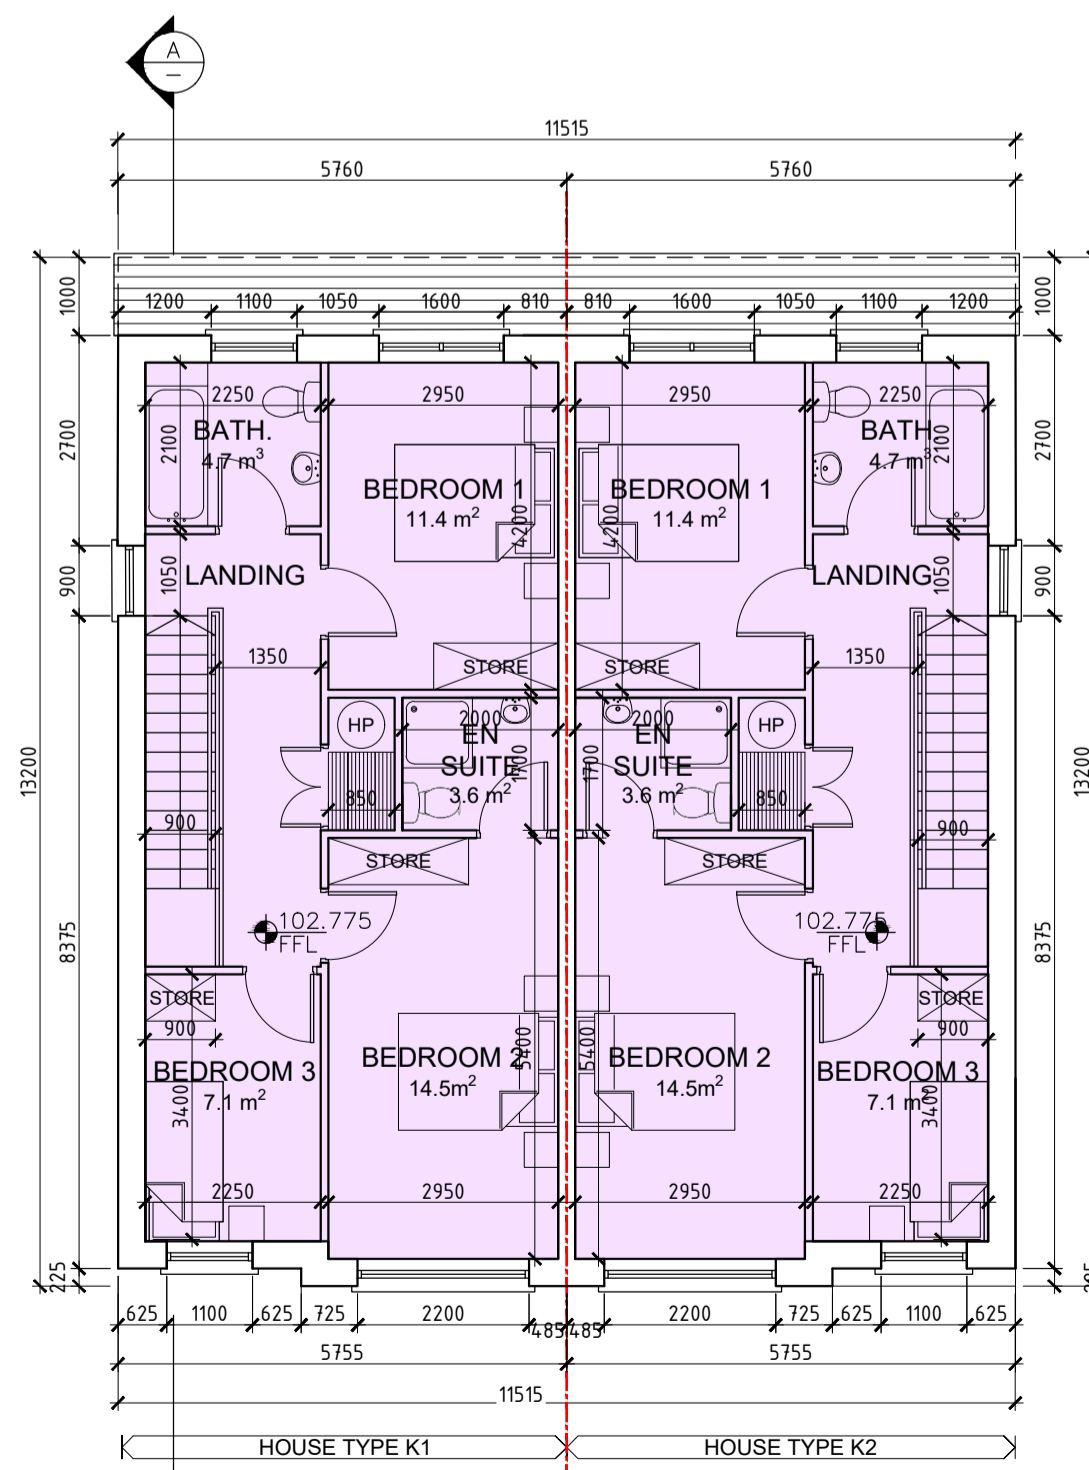 A
—
11515
5760 5760
1200 1100 1050 1600 810 810 1600 1050 1100 1200
1000 1000
2250 2950 2950 2250
BATH. BATH.
4.7 m³ 4.7 m³
2100 2100
2700 2700
BEDROOM 1 BEDROOM 1
11.4 m² 11.4 m²
4200 4200
LANDING LANDING
1050 1050
900 900
1350 1350
STORE STORE
HP HP
2000 2000
EN EN
SUITE SUITE
3.6 m² 3.6 m²
1700 1700
850 850
13200 13200
900 900
STORE STORE
102.775 102.775
FFL FFL
8375 8375
STORE STORE
900 900
BEDROOM 3 BEDROOM 2 BEDROOM 2 BEDROOM 3
7.1 m² 14.5m² 14.5m² 7.1 m²
3400 5400 5400 3400
2250 2950 2950 2250
225
625 1100 625 725 2200 485 485 2200 725 625 1100 625
5755 5755
11515
HOUSE TYPE K1 HOUSE TYPE K2